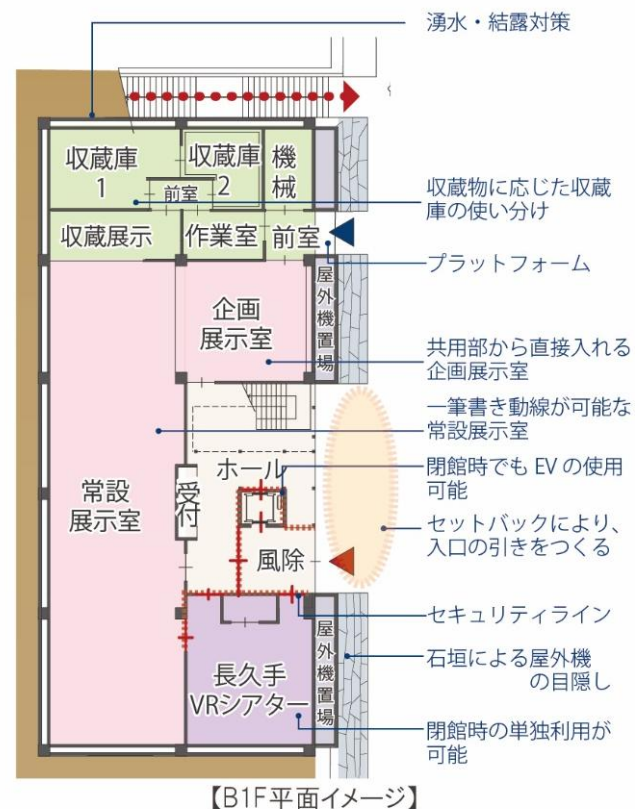 湧水・結露対策
収蔵庫
1
収蔵庫
2
機
械
前室
収蔵物に応じた収蔵
庫の使い分け
収蔵展示
作業室
前室
プラットフォーム
企画
展示室
屋
外
機
置
場
共用部から直接入れる
企画展示室
一筆書き動線が可能な
常設展示室
ホール
閉館時でも EV の使用
可能
常設
展示室
受
付
セットバックにより、
入口の引きをつくる
風除
セキュリティライン
長久手
VRシアター
屋
外
機
置
場
石垣による屋外機
の目隠し
閉館時の単独利用が
可能
【B1F平面イメージ】